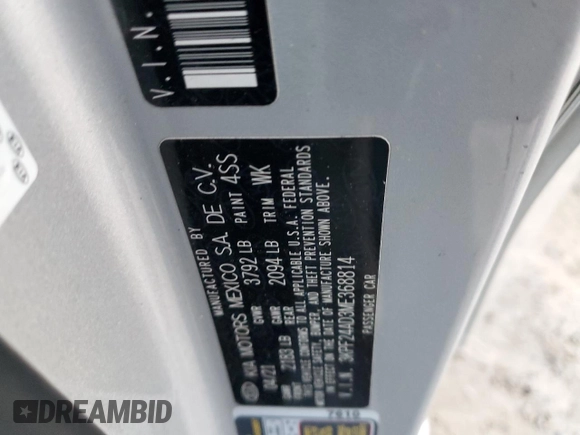 V.I.N.
MANUFACTURED BY
KIA MOTORS MEXICO S.A. DE C.V.
04/21 GVWR 3792 LB PAINT 4SS
GAWR FRONT 2183 LB GAWR REAR 2094 LB TRIM WK
THIS VEHICLE CONFORMS TO ALL APPLICABLE U.S.A. FEDERAL
MOTOR VEHICLE SAFETY, BUMPER, AND THEFT PREVENTION STANDARDS
IN EFFECT ON THE DATE OF MANUFACTURE SHOWN ABOVE.
V.I.N. 3KPF24AD3ME368814
PASSENGER CAR
7610
DREAMBID